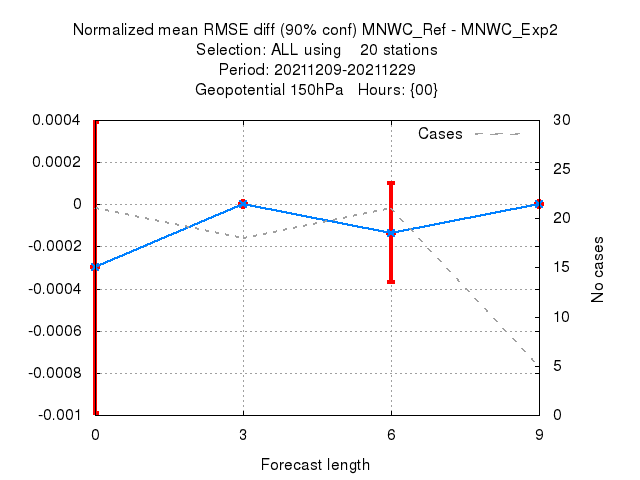 Normalized mean RMSE diff (90% conf) MNWC_Ref - MNWC_Exp2
Selection: ALL using    20 stations
Period: 20211209-20211229
Geopotential 150hPa   Hours: {00}
Cases
0.0004
0.0002
0
-0.0002
-0.0004
-0.0006
-0.0008
-0.001
30
25
20
15
10
5
0
No cases
0 3 6 9
Forecast length